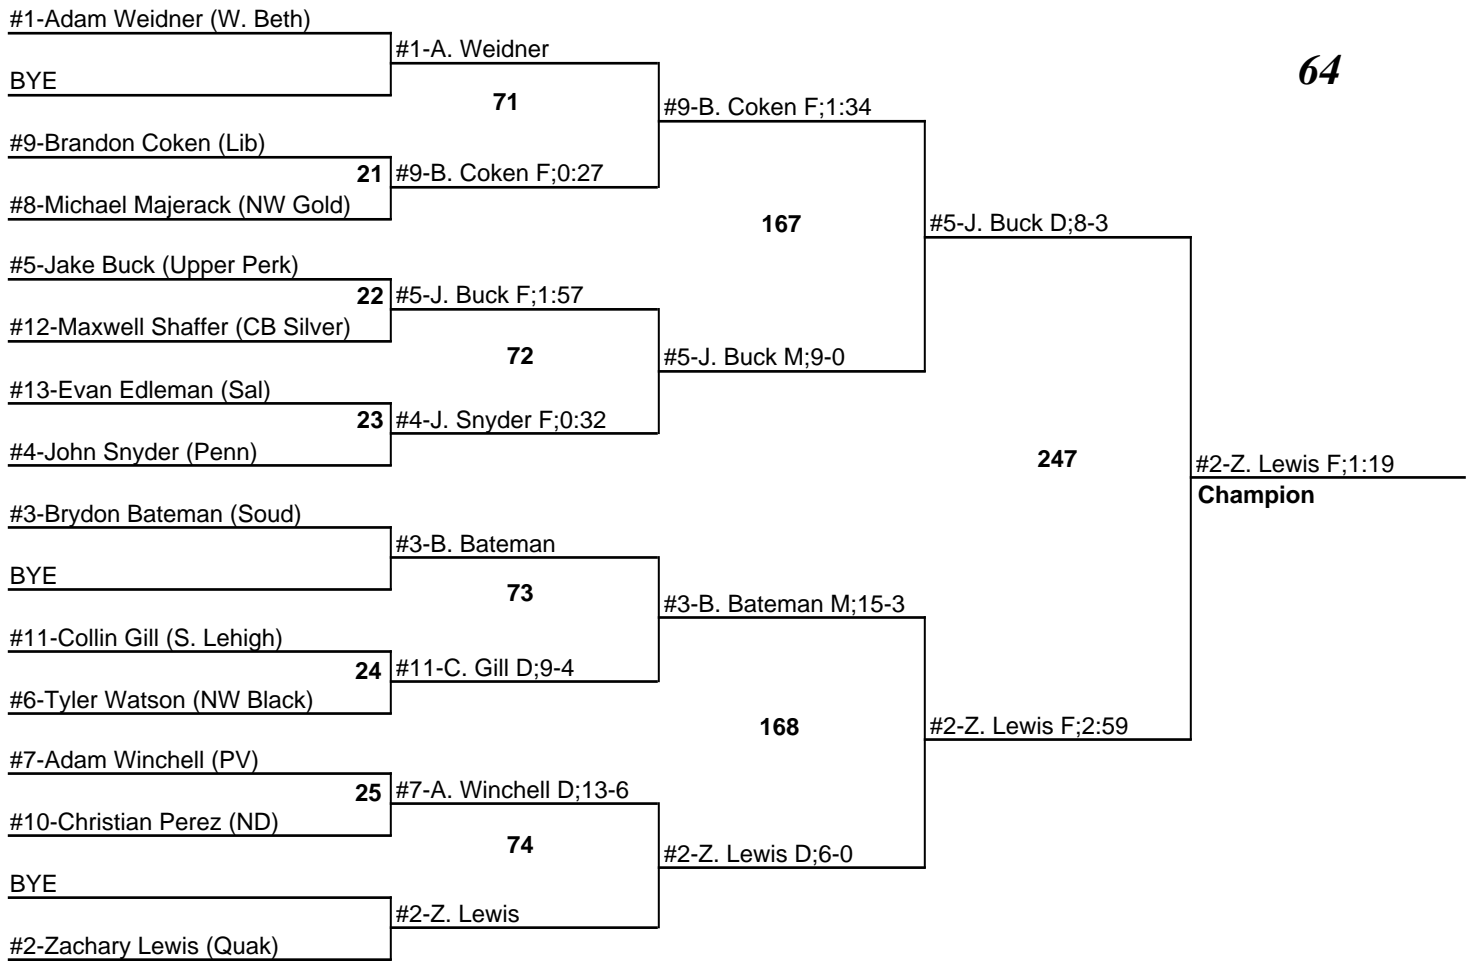 #1-Adam Weidner (W. Beth)
#1-A. Weidner
64
BYE
71
#9-B. Coken F;1:34
#9-Brandon Coken (Lib)
21
#9-B. Coken F;0:27
#8-Michael Majerack (NW Gold)
167
#5-J. Buck D;8-3
#5-Jake Buck (Upper Perk)
22
#5-J. Buck F;1:57
#12-Maxwell Shaffer (CB Silver)
72
#5-J. Buck M;9-0
#13-Evan Edleman (Sal)
23
#4-J. Snyder F;0:32
#4-John Snyder (Penn)
247
#2-Z. Lewis F;1:19
Champion
#3-Brydon Bateman (Soud)
#3-B. Bateman
BYE
73
#3-B. Bateman M;15-3
#11-Collin Gill (S. Lehigh)
24
#11-C. Gill D;9-4
#6-Tyler Watson (NW Black)
168
#2-Z. Lewis F;2:59
#7-Adam Winchell (PV)
25
#7-A. Winchell D;13-6
#10-Christian Perez (ND)
74
#2-Z. Lewis D;6-0
BYE
#2-Z. Lewis
#2-Zachary Lewis (Quak)